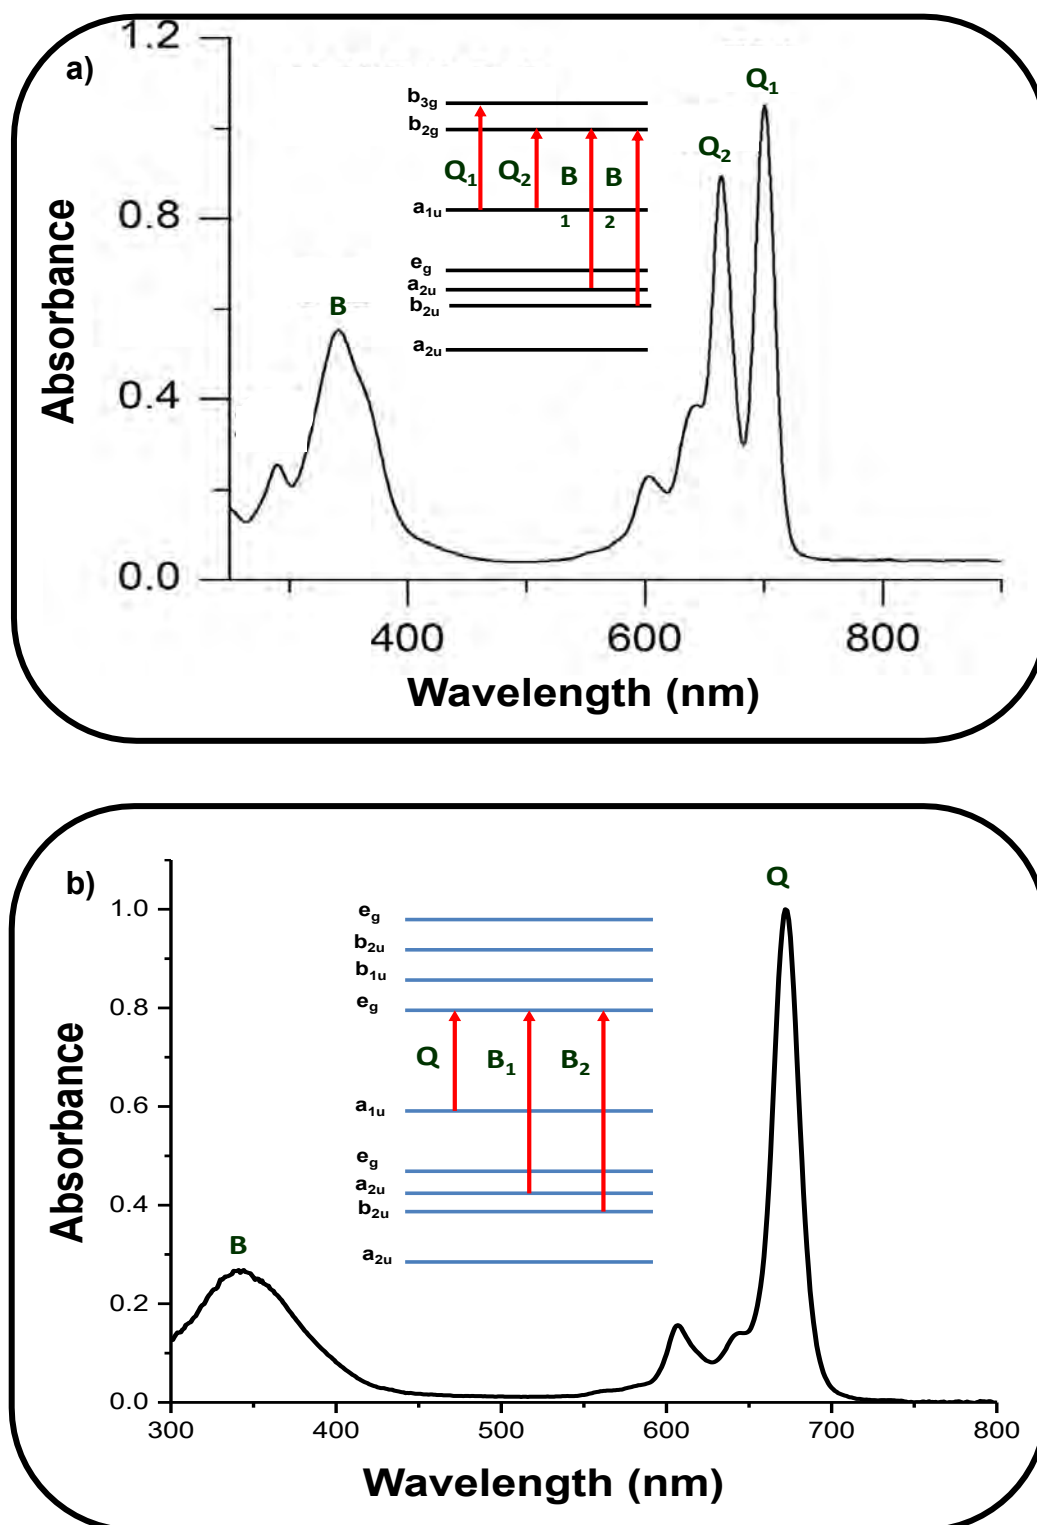 a)
1.2
0.8
0.4
0.0
Absorbance
B
Q2
Q1
b3g
b2g
a1u
eg
a2u
b2u
a2u
Q1 Q2 B1 B2
400 600 800
Wavelength (nm)
b)
1.0
0.8
0.6
0.4
0.2
0.0
Absorbance
B
Q
eg
b2u
b1u
eg
a1u
eg
a2u
b2u
a2u
Q B1 B2
300 400 500 600 700 800
Wavelength (nm)